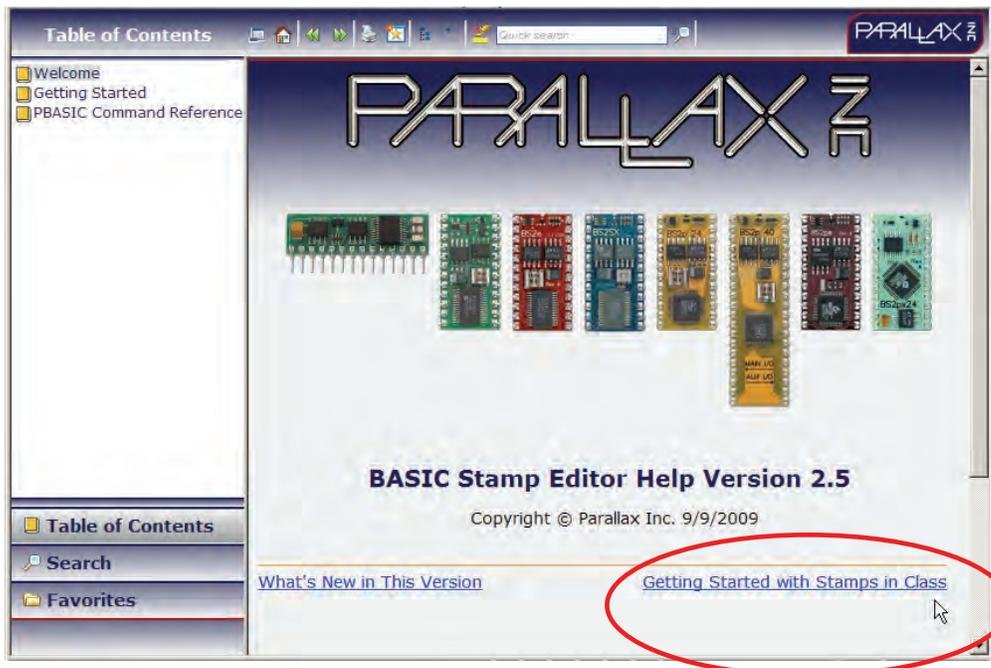 Table of Contents
Quick search
PARALLAX INC
Welcome
Getting Started
PBASIC Command Reference
PARALLAX INC
BS2e
BS2SX
BS2p 24
BS2p 40
BS2pe
BS2px24
MAIN I/O
AUX I/O
BASIC Stamp Editor Help Version 2.5
Copyright © Parallax Inc. 9/9/2009
Table of Contents
Search
Favorites
What's New in This Version
Getting Started with Stamps in Class